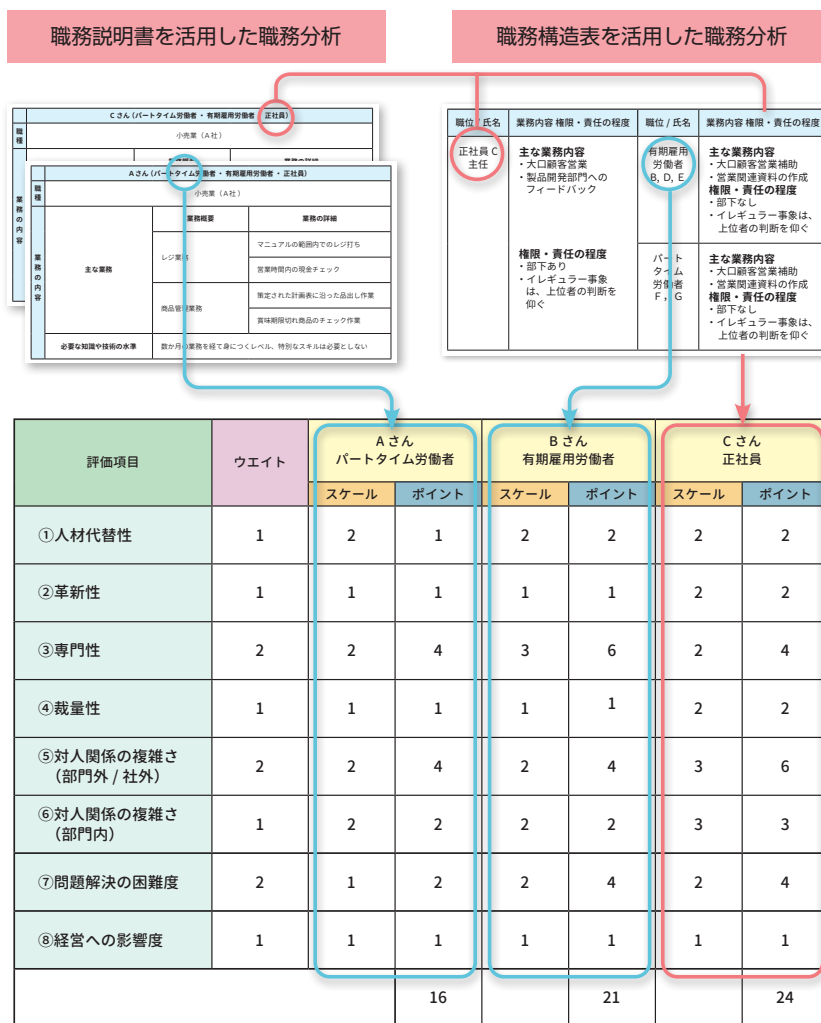 職務説明書を活用した職務分析
職務構造表を活用した職務分析
C さん (パートタイム労働者 ・ 有期雇用労働者 ・ 正社員)
職種
小売業（A 社）
業務の内容
業務の詳細
A さん (パートタイム労働者 ・ 有期雇用労働者 ・ 正社員)
職種
小売業（A 社）
業務の内容
主な業務
業務概要
業務の詳細
レジ業務
マニュアルの範囲内でのレジ打ち
営業時間内の現金チェック
商品管理業務
策定された計画表に沿った品出し作業
賞味期限切れ商品のチェック作業
必要な知識や技術の水準
数か月の業務を経て身につくレベル、特別なスキルは必要としない
職位 / 氏名
業務内容 権限・責任の程度
職位 / 氏名
業務内容 権限・責任の程度
正社員 C
主任
主な業務内容
・大口顧客営業
・製品開発部門への
フィードバック
権限・責任の程度
・部下あり
・イレギュラー事象
は、上位者の判断を
仰ぐ
有期雇用
労働者
B, D, E
主な業務内容
・大口顧客営業補助
・営業関連資料の作成
権限・責任の程度
・部下なし
・イレギュラー事象は、
上位者の判断を仰ぐ
パート
タイム
労働者
F , G
主な業務内容
・大口顧客営業補助
・営業関連資料の作成
権限・責任の程度
・部下なし
・イレギュラー事象は、
上位者の判断を仰ぐ
評価項目
ウエイト
A さん
パートタイム労働者
B さん
有期雇用労働者
C さん
正社員
スケール ポイント スケール ポイント スケール ポイント
①人材代替性 1 2 1 2 2 2 2
②革新性 1 1 1 1 1 2 2
③専門性 2 2 4 3 6 2 4
④裁量性 1 1 1 1 1 2 2
⑤対人関係の複雑さ
（部門外 / 社外） 2 2 4 2 4 3 6
⑥対人関係の複雑さ
（部門内） 1 2 2 2 2 3 3
⑦問題解決の困難度 2 1 2 2 4 2 4
⑧経営への影響度 1 1 1 1 1 1 1
16 21 24